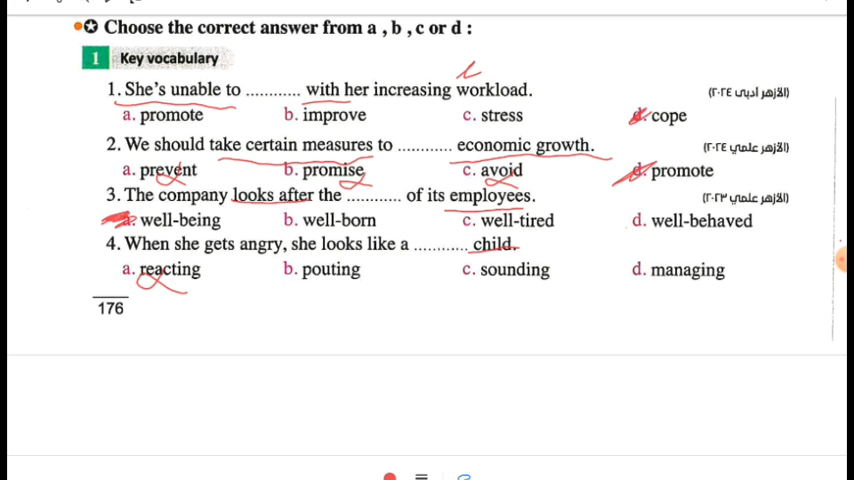 Choose the correct answer from a , b , c or d :
1 Key vocabulary
1. She's unable to ............ with her increasing workload. (الأزهر أدبى ٢٠٢٤)
a. promote b. improve c. stress d. cope
2. We should take certain measures to ............ economic growth. (الأزهر علمي ٢٠٢٤)
a. prevent b. promise c. avoid d. promote
3. The company looks after the ............ of its employees. (الأزهر علمي ٢٠٢٣)
a. well-being b. well-born c. well-tired d. well-behaved
4. When she gets angry, she looks like a ............ child.
a. reacting b. pouting c. sounding d. managing
176